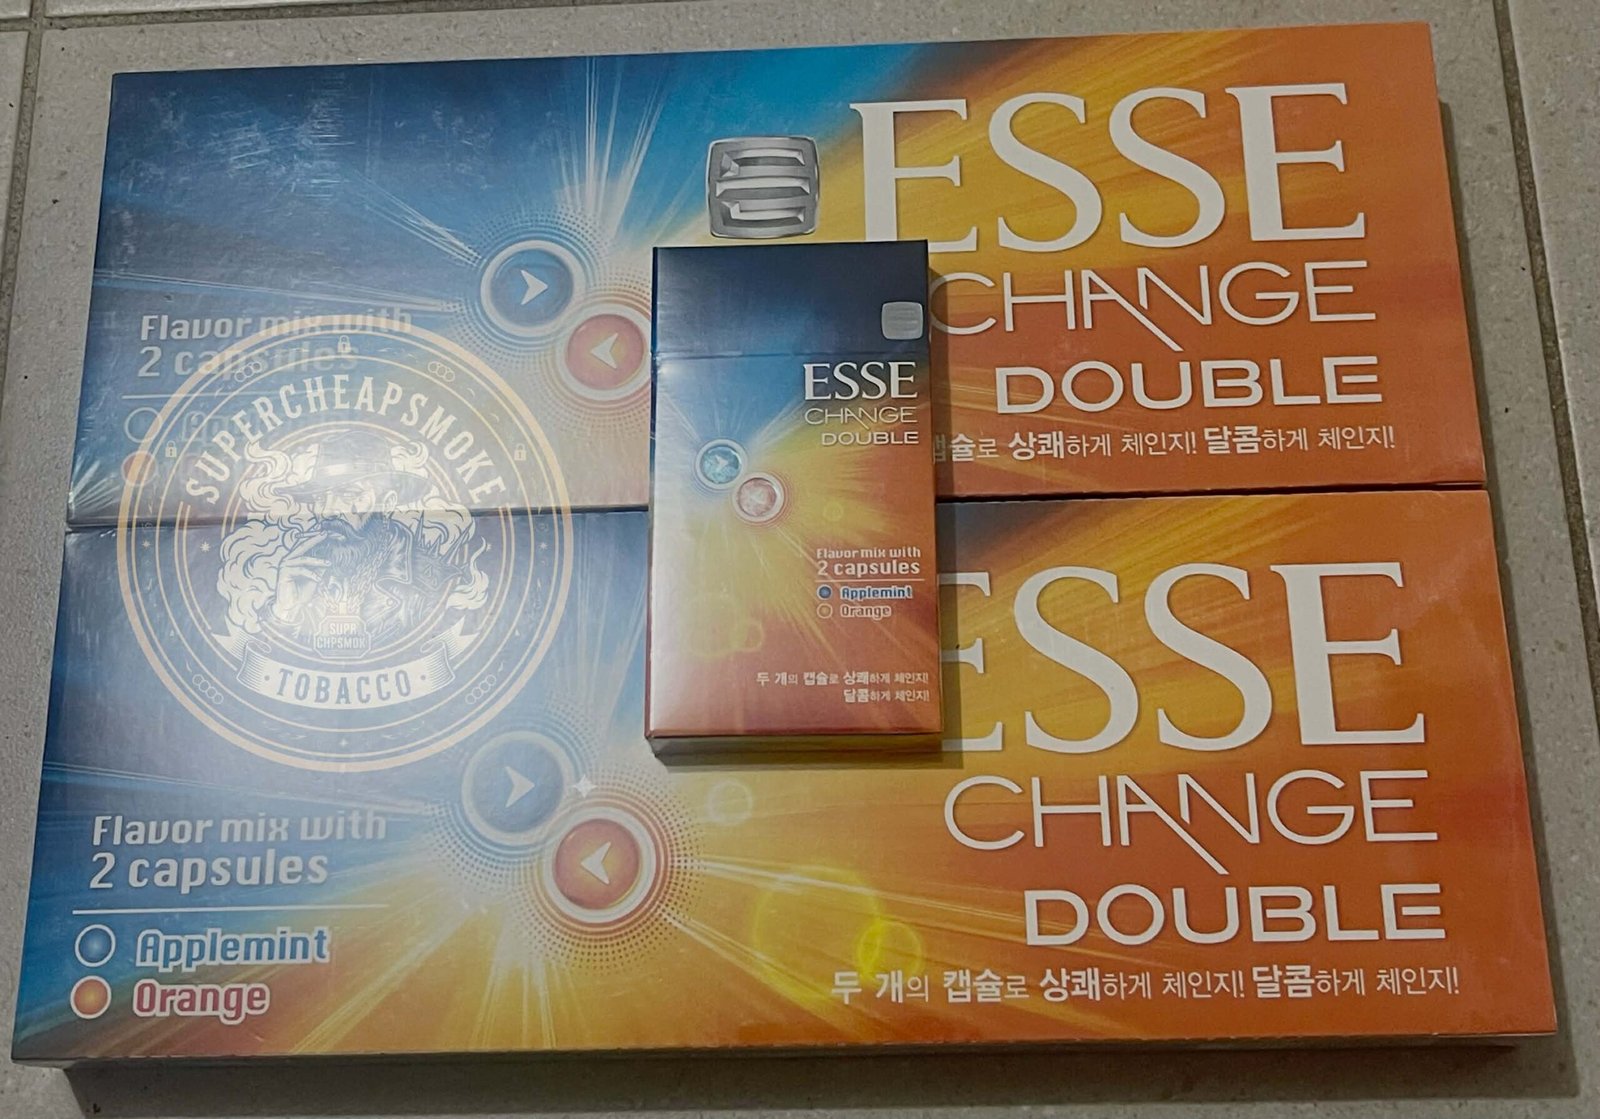 ESSE
CHANGE
DOUBLE
캡슐로 상쾌하게 체인지! 달콤하게 체인지!
Flavor mix with
2 capsules
ESSE
CHANGE
DOUBLE
Flavor mix with
2 capsules
Applemint
Orange
두 개의 캡슐로 상쾌하게 체인지!
달콤하게 체인지!
SUPERCHEAPSMOKE
SUPR
CHPSMOK
TOBACCO
ESSE
CHANGE
DOUBLE
두 개의 캡슐로 상쾌하게 체인지! 달콤하게 체인지!
Flavor mix with
2 capsules
Applemint
Orange